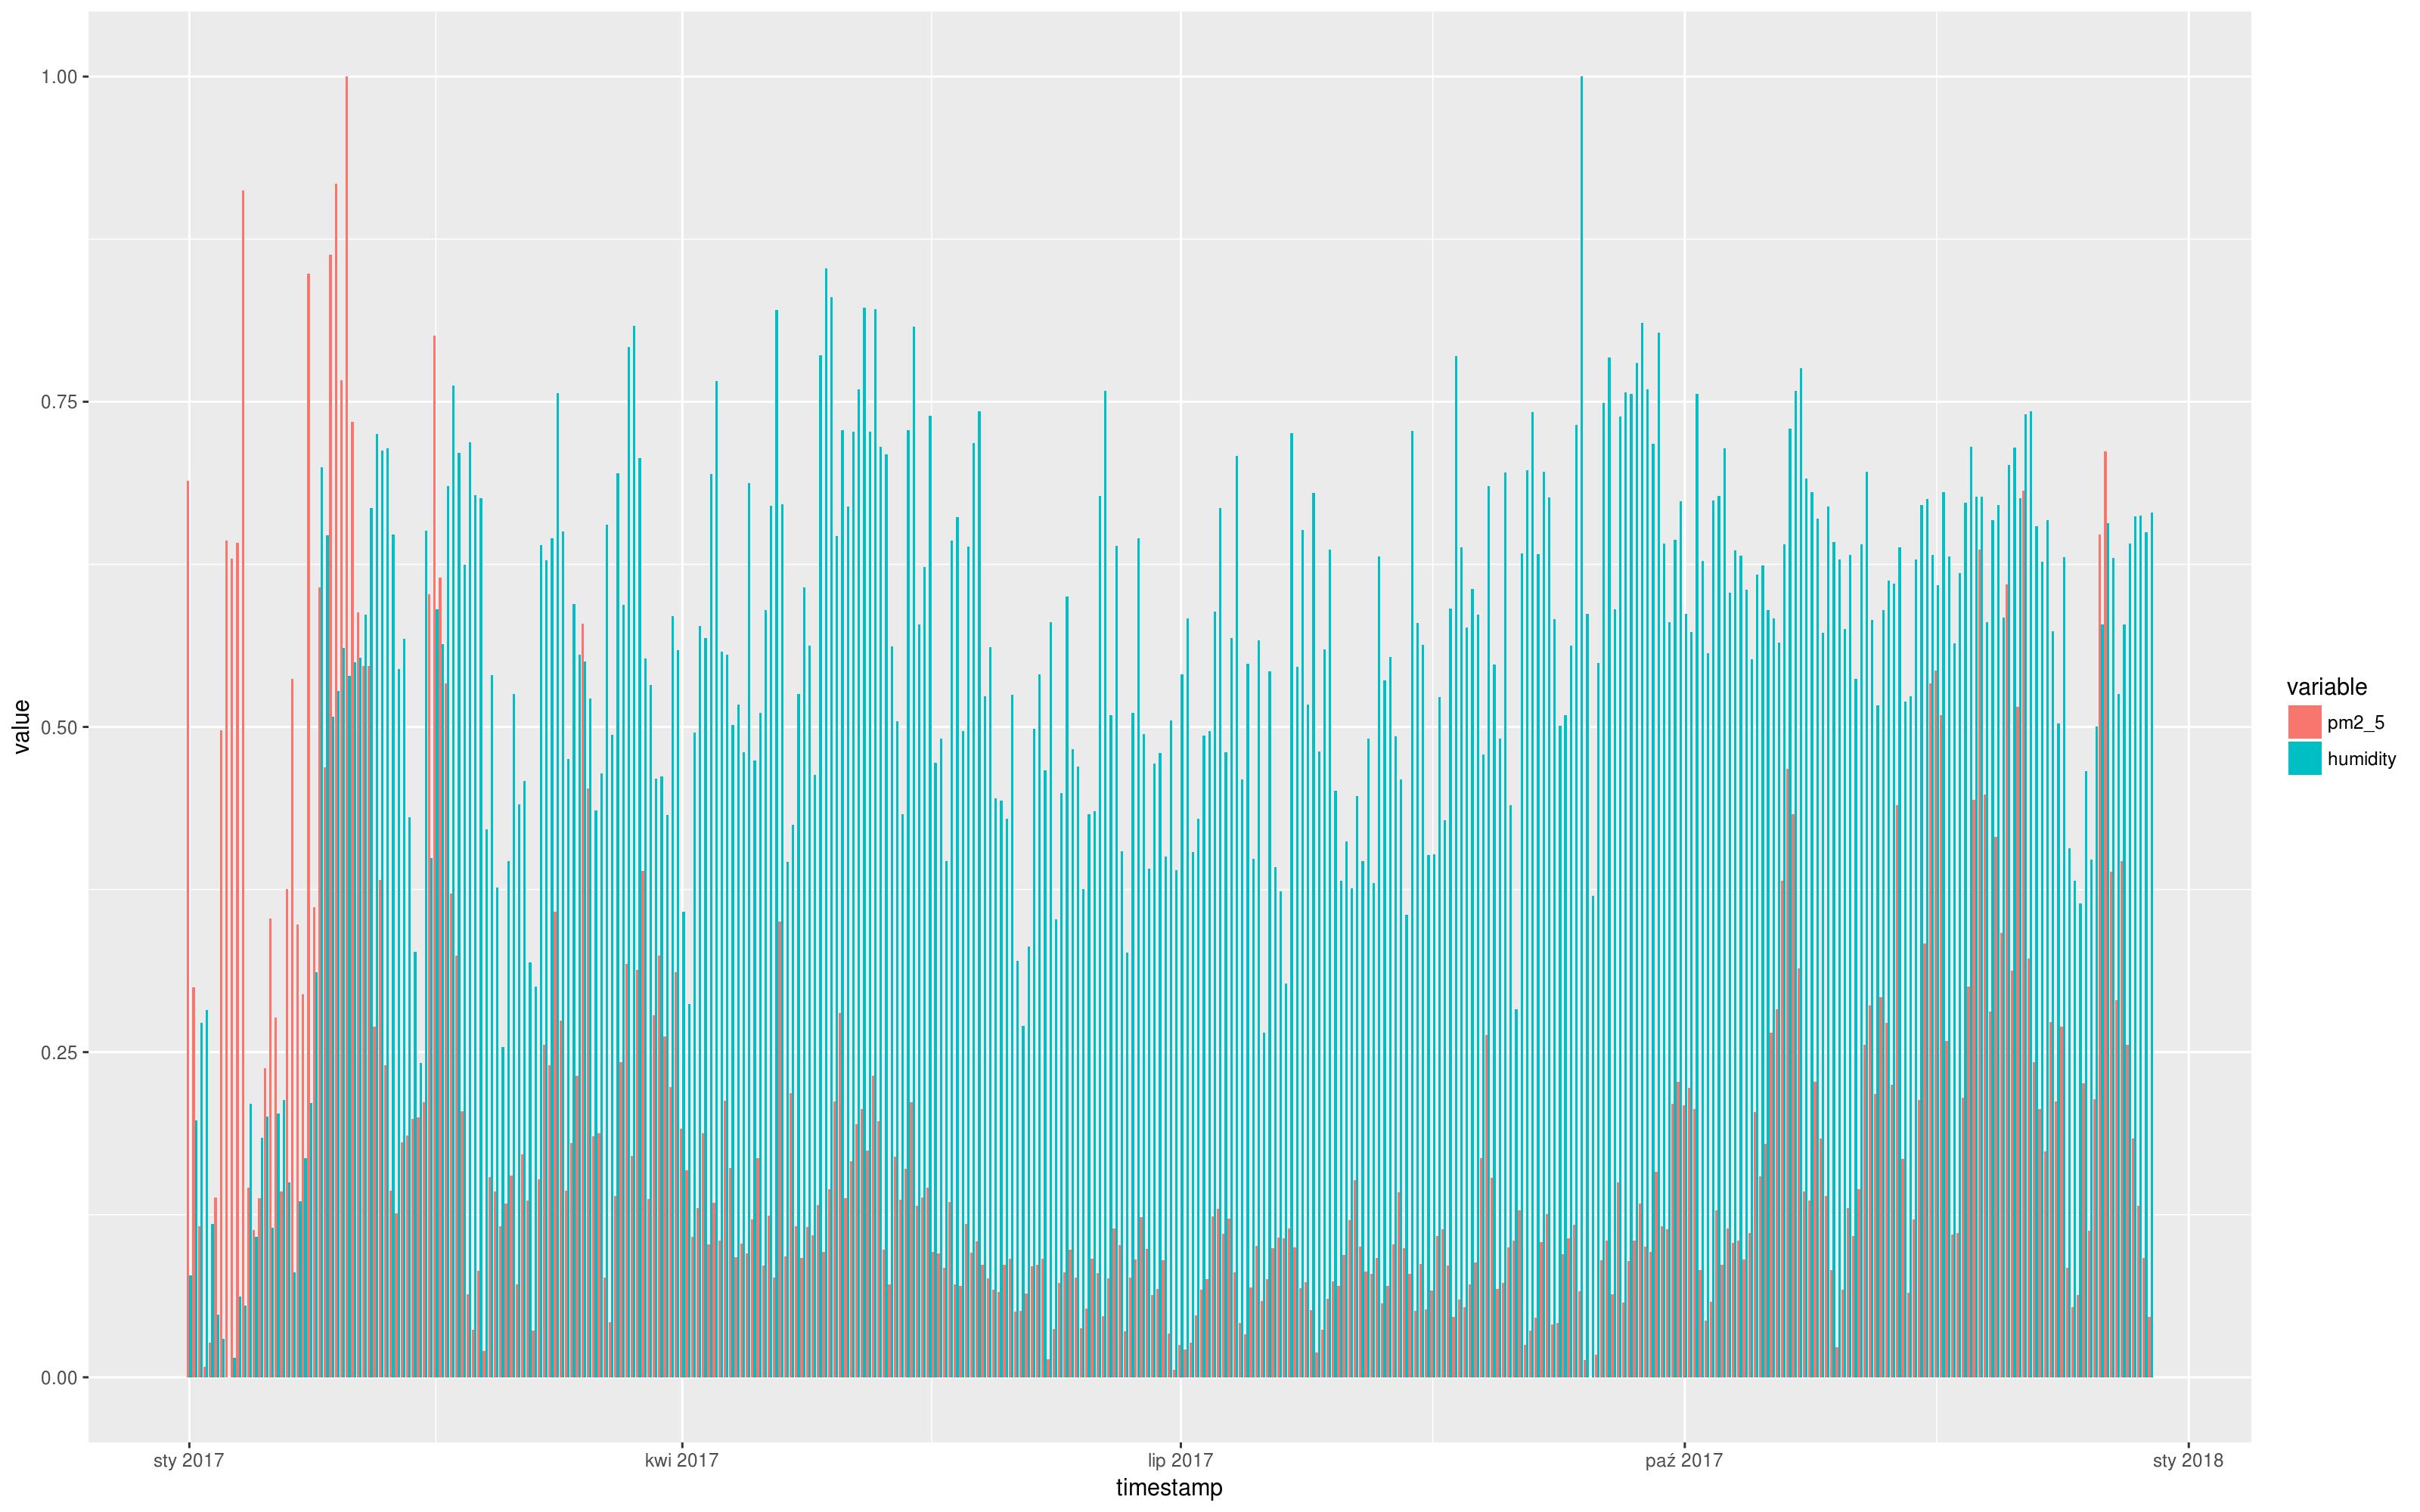 1.00
0.75
0.50
0.25
0.00
value
sty 2017
kwi 2017
lip 2017
paź 2017
sty 2018
timestamp
variable
pm2_5
humidity